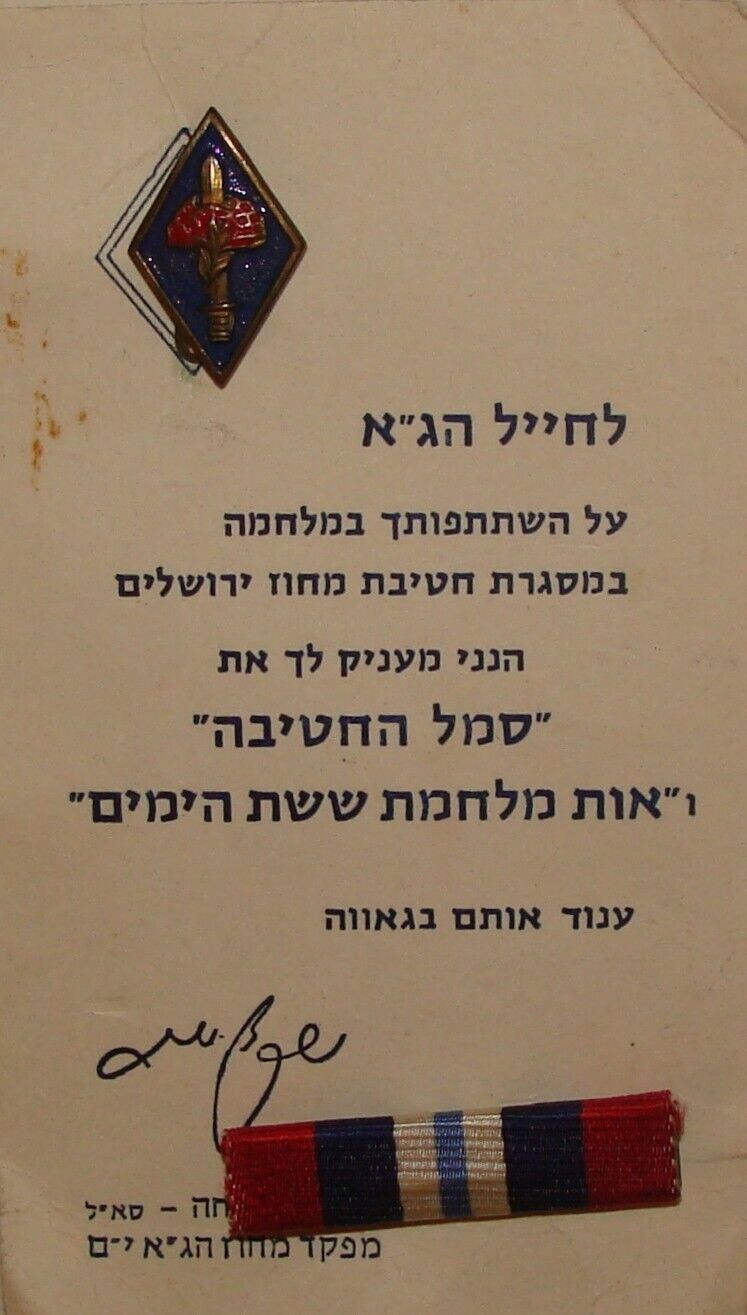 לחייל הג״א
על השתתפותך במלחמה
במסגרת חטיבת מחוז ירושלים
הנני מעניק לך את
״סמל החטיבה״
ו״אות מלחמת ששת הימים״
ענוד אותם בגאווה
חה – סא״ל
מפקד מחוז הג״א י-ם